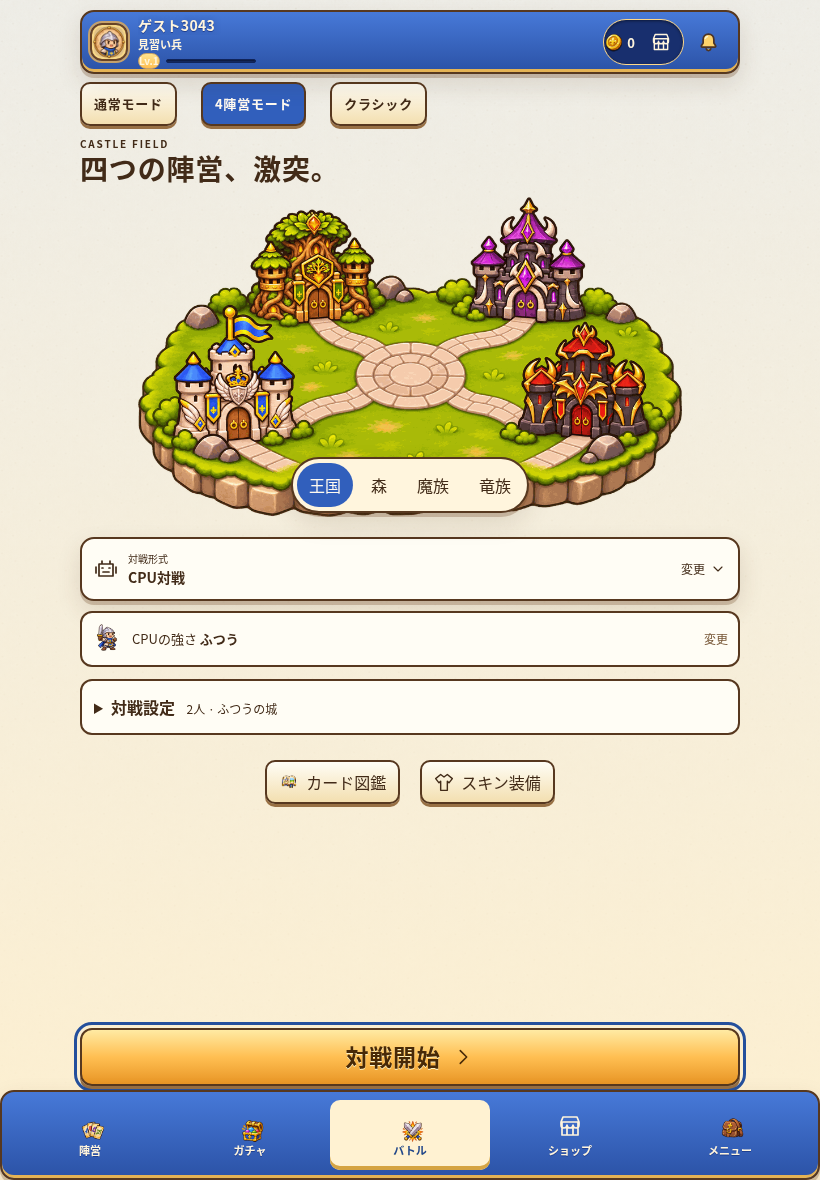 ゲスト3043
見習い兵
Lv.1
0
通常モード
4陣営モード
クラシック
CASTLE FIELD
四つの陣営、激突。
王国
森
魔族
竜族
対戦形式
CPU対戦
変更
CPUの強さ ふつう
変更
対戦設定 2人 · ふつうの城
カード図鑑
スキン装備
対戦開始
陣営
ガチャ
バトル
ショップ
メニュー